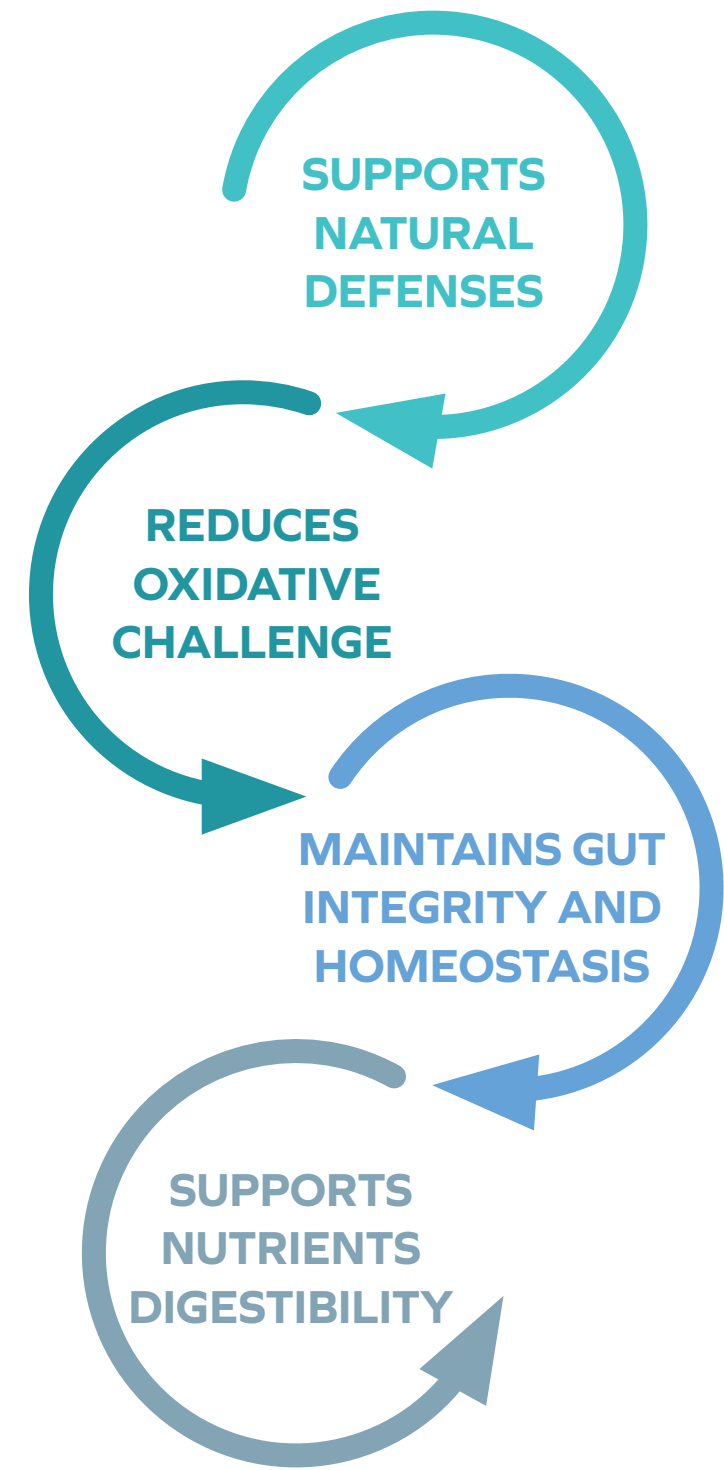 SUPPORTS
NATURAL
DEFENSES
REDUCES
OXIDATIVE
CHALLENGE
MAINTAINS GUT
INTEGRITY AND
HOMEOSTASIS
SUPPORTS
NUTRIENTS
DIGESTIBILITY